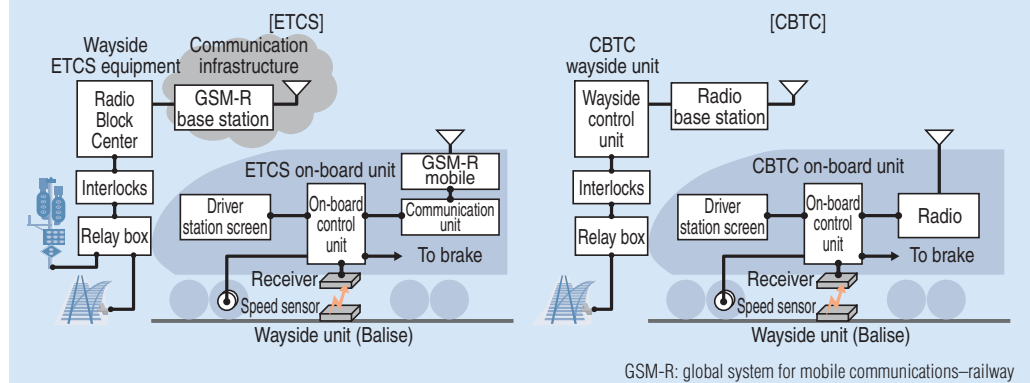 [ETCS]
Wayside
ETCS equipment
Communication
infrastructure
Radio
Block
Center
GSM-R
base station
Interlocks
Relay box
ETCS on-board unit
GSM-R
mobile
Driver
station screen
On-board
control
unit
Communication
unit
To brake
Receiver
Speed sensor
Wayside unit (Balise)
[CBTC]
CBTC
wayside unit
Wayside
control
unit
Radio
base station
Interlocks
Relay box
CBTC on-board unit
Driver
station screen
On-board
control
unit
Radio
To brake
Receiver
Speed sensor
Wayside unit (Balise)
GSM-R: global system for mobile communications–railway